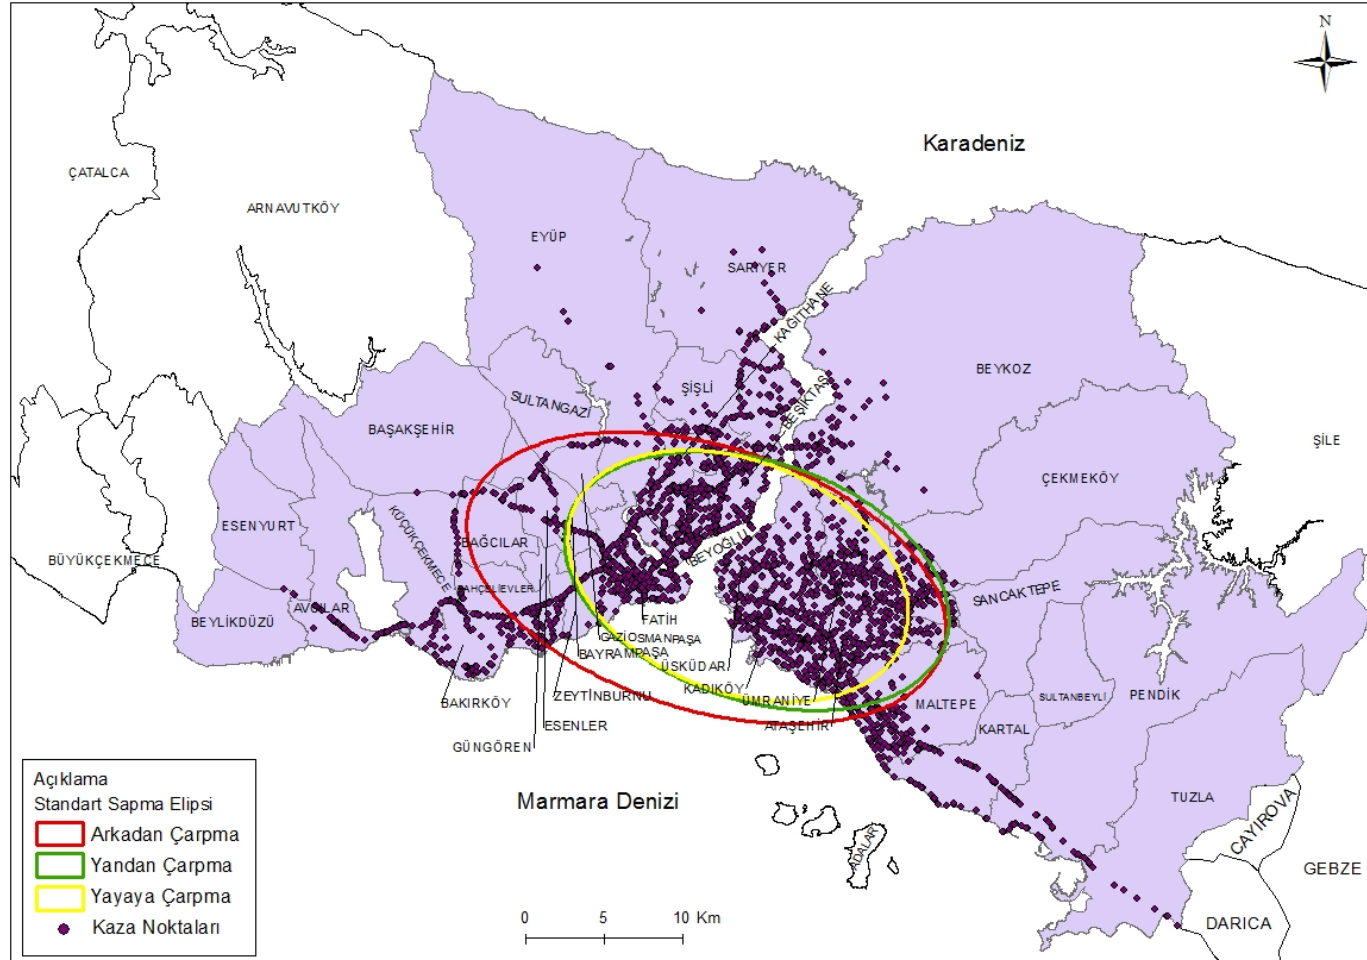 N
Karadeniz
ÇATALCA
ARNAVUTKÖY
EYÜP
SARIYER
KAĞITHANE
BEYKOZ
ŞİŞLİ
SULTANGAZİ
BEŞİKTAŞ
BAŞAKŞEHİR
ŞİLE
ÇEKMEKÖY
ESENYURT
KÜÇÜKÇEKMECE
BAĞCILAR
BEYOĞLU
BÜYÜKÇEKMECE
BAHÇELİEVLER
SANCAKTEPE
AVCILAR
BEYLİKDÜZÜ
FATİH
GAZİOSMANPAŞA
BAYRAMPAŞA
ÜSKÜDAR
KADIKÖY
ZEYTİNBURNU
ÜMRANİYE
BAKIRKÖY
MALTEPE
SULTANBEYLİ
PENDİK
ESENLER
ATAŞEHİR
KARTAL
GÜNGÖREN
Marmara Denizi
TUZLA
ÇAYIROVA
ADALAR
GEBZE
DARICA
Açıklama
Standart Sapma Elipsi
Arkadan Çarpma
Yandan Çarpma
Yayaya Çarpma
Kaza Noktaları
0 5 10 Km